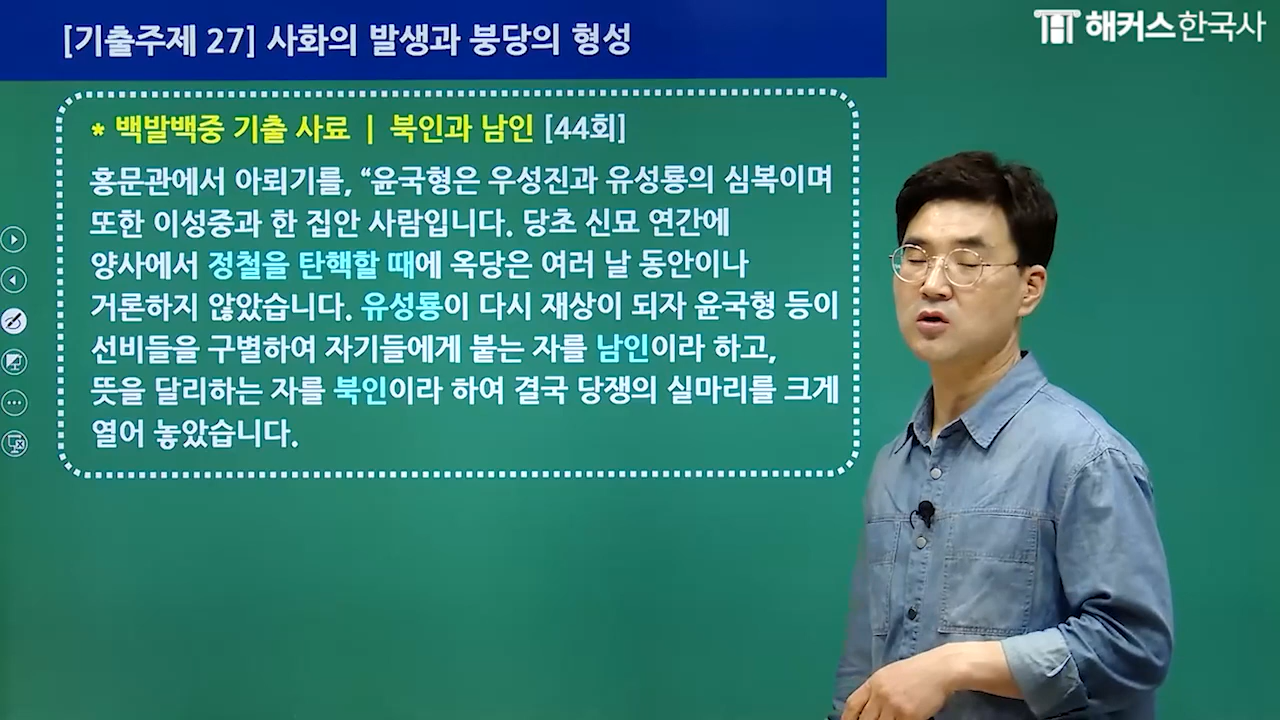 [기출주제 27] 사화의 발생과 붕당의 형성
해커스한국사
* 백발백중 기출 사료 | 북인과 남인 [44회]
홍문관에서 아뢰기를, “윤국형은 우성진과 유성룡의 심복이며
또한 이성중과 한 집안 사람입니다. 당초 신묘 연간에
양사에서 정철을 탄핵할 때에 옥당은 여러 날 동안이나
거론하지 않았습니다. 유성룡이 다시 재상이 되자 윤국형 등이
선비들을 구별하여 자기들에게 붙는 자를 남인이라 하고,
뜻을 달리하는 자를 북인이라 하여 결국 당쟁의 실마리를 크게
열어 놓았습니다.